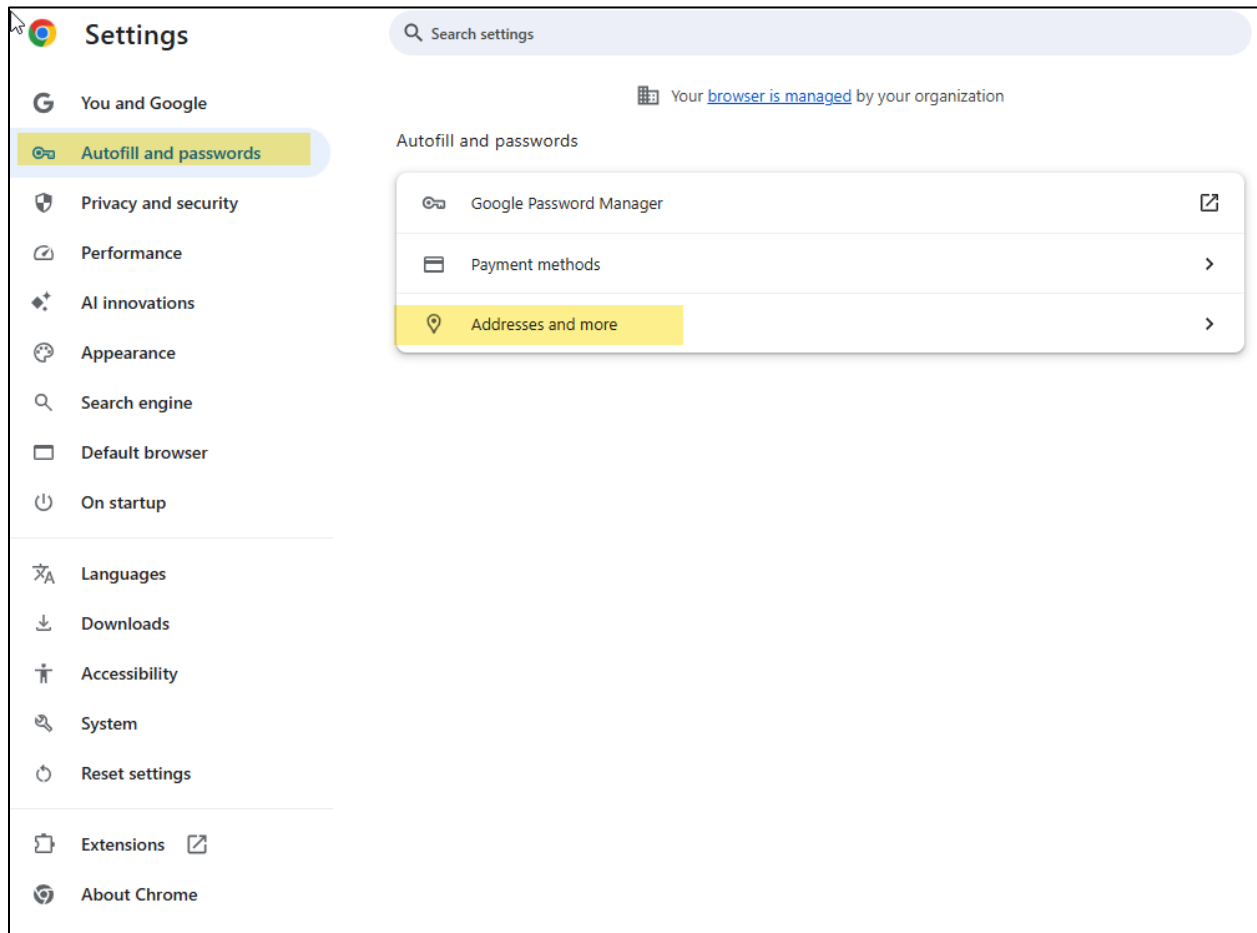 Settings
Search settings
You and Google
Autofill and passwords
Privacy and security
Performance
AI innovations
Appearance
Search engine
Default browser
On startup
Languages
Downloads
Accessibility
System
Reset settings
Extensions
About Chrome
Your browser is managed by your organization
Autofill and passwords
Google Password Manager
Payment methods
Addresses and more